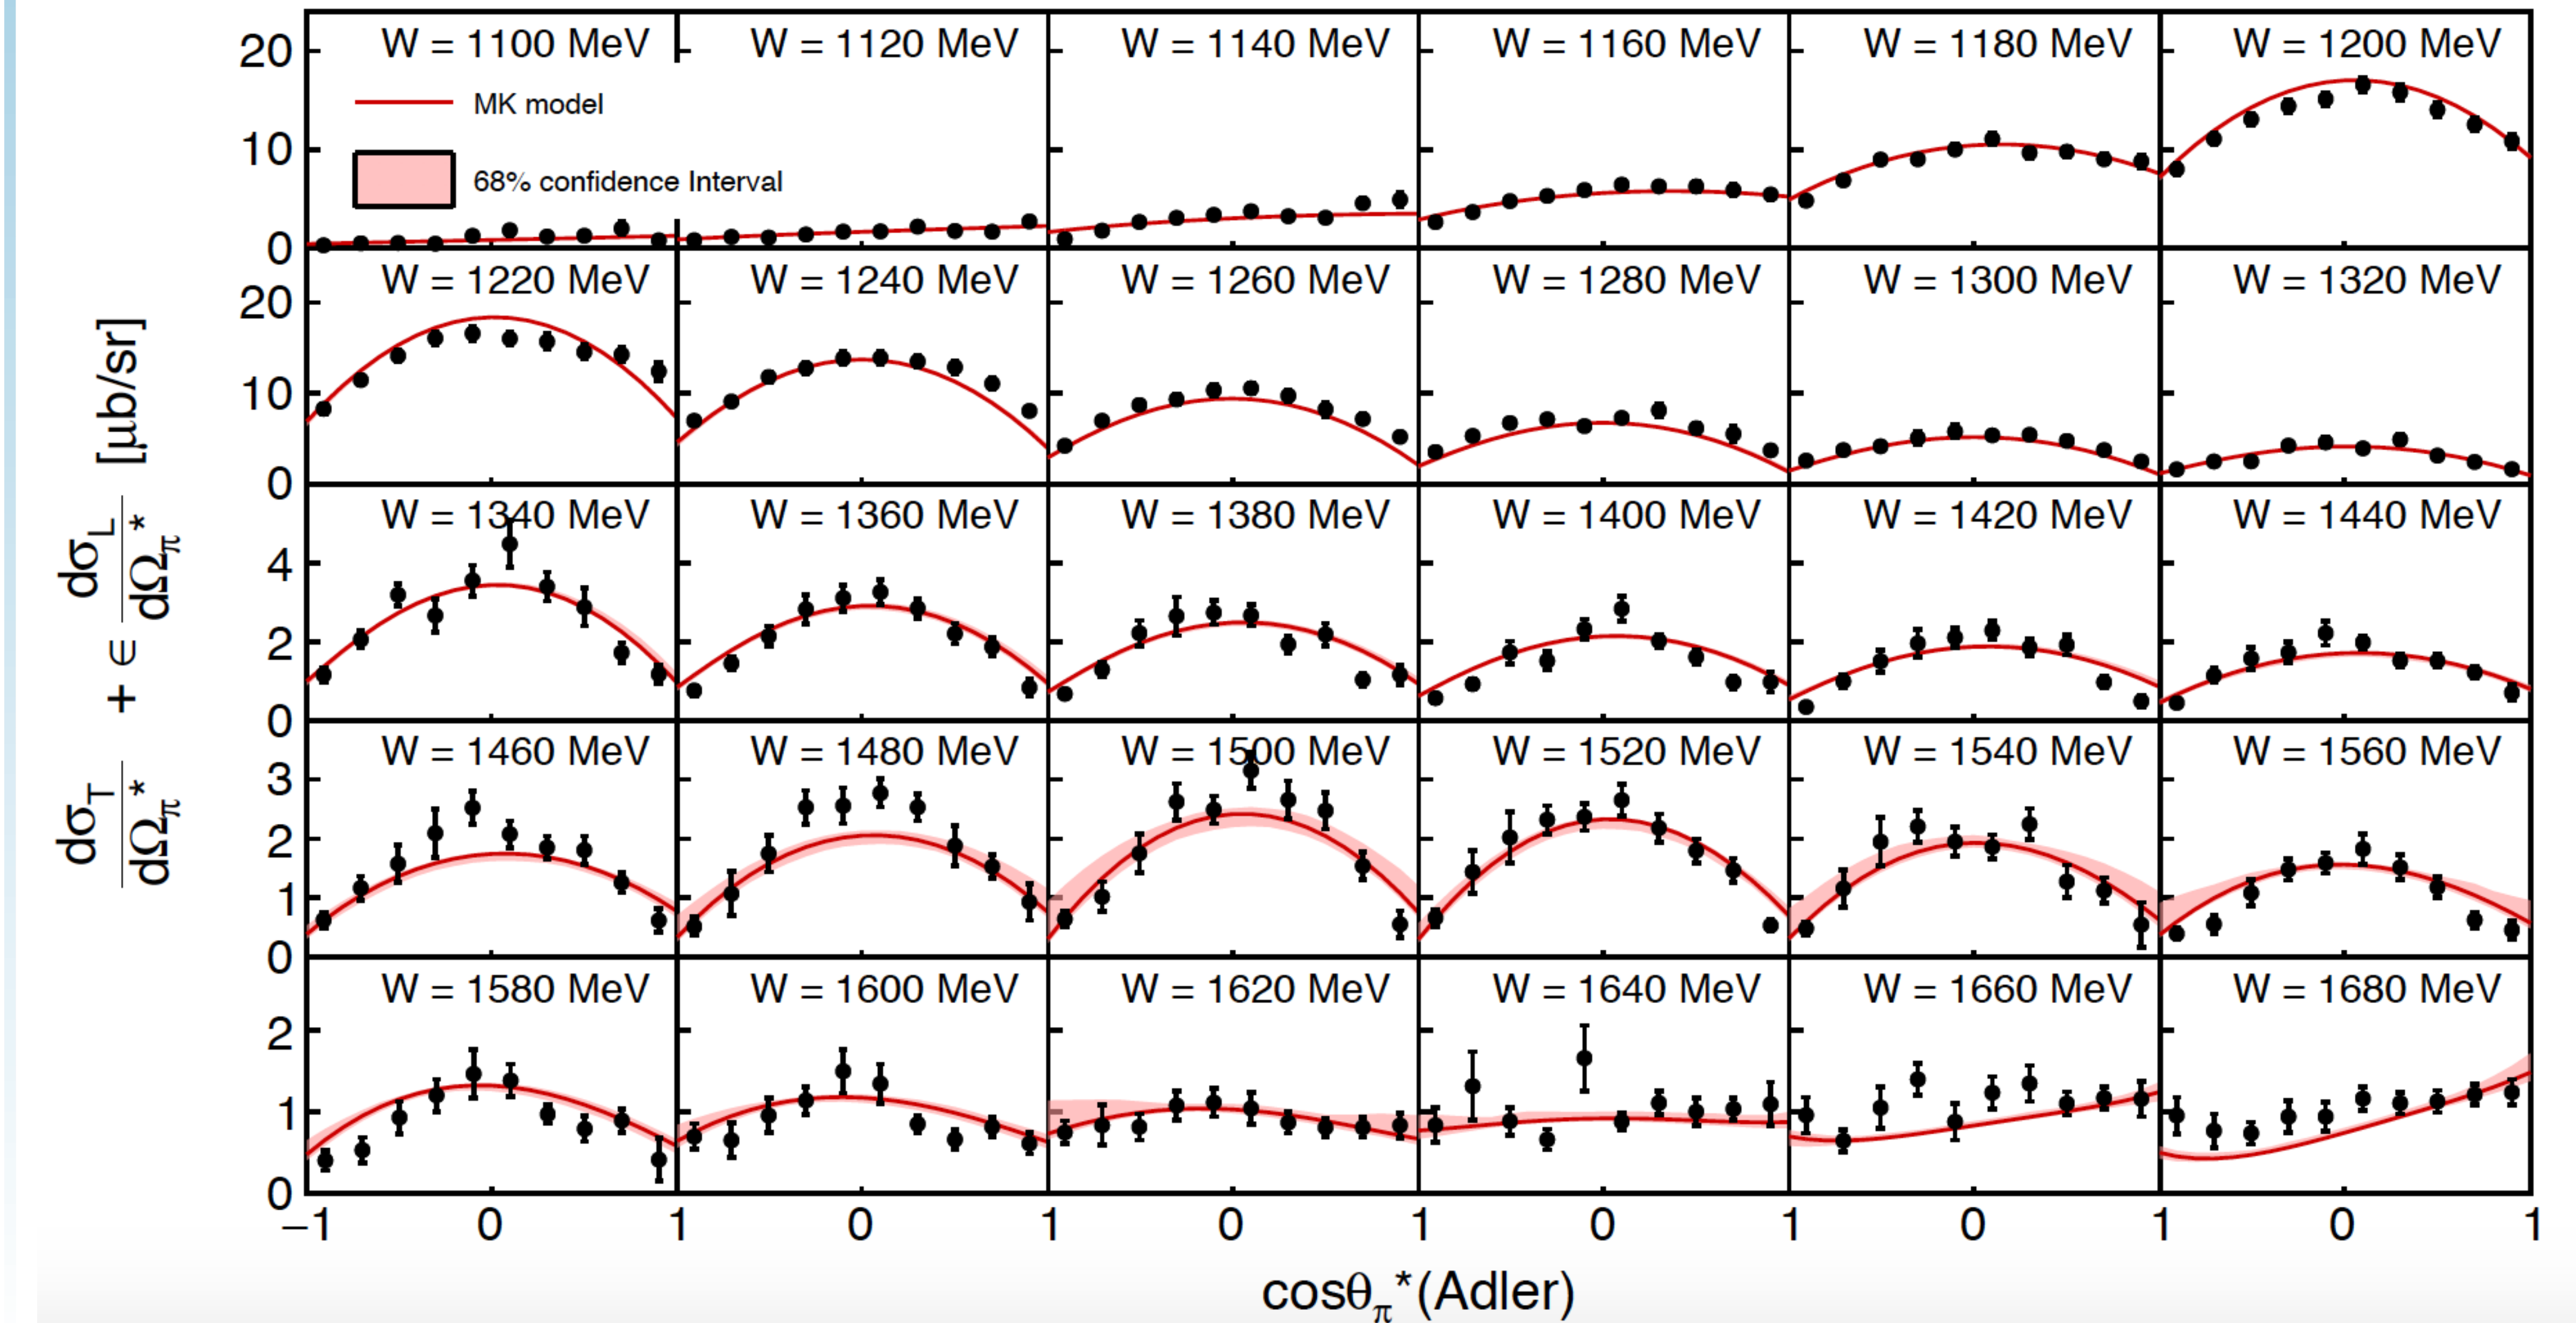 20 W = 1100 MeV W = 1120 MeV W = 1140 MeV W = 1160 MeV W = 1180 MeV W = 1200 MeV
MK model
10
68% confidence Interval
0
W = 1220 MeV W = 1240 MeV W = 1260 MeV W = 1280 MeV W = 1300 MeV W = 1320 MeV
20
10
0
W = 1340 MeV W = 1360 MeV W = 1380 MeV W = 1400 MeV W = 1420 MeV W = 1440 MeV
4
2
0
W = 1460 MeV W = 1480 MeV W = 1500 MeV W = 1520 MeV W = 1540 MeV W = 1560 MeV
3
2
1
0
W = 1580 MeV W = 1600 MeV W = 1620 MeV W = 1640 MeV W = 1660 MeV W = 1680 MeV
2
1
0
−1 0 1 0 1 0 1 0 1 0 1 0 1
cosθπ*(Adler)
dσT/dΩπ* + ∈ dσL/dΩπ* [μb/sr]